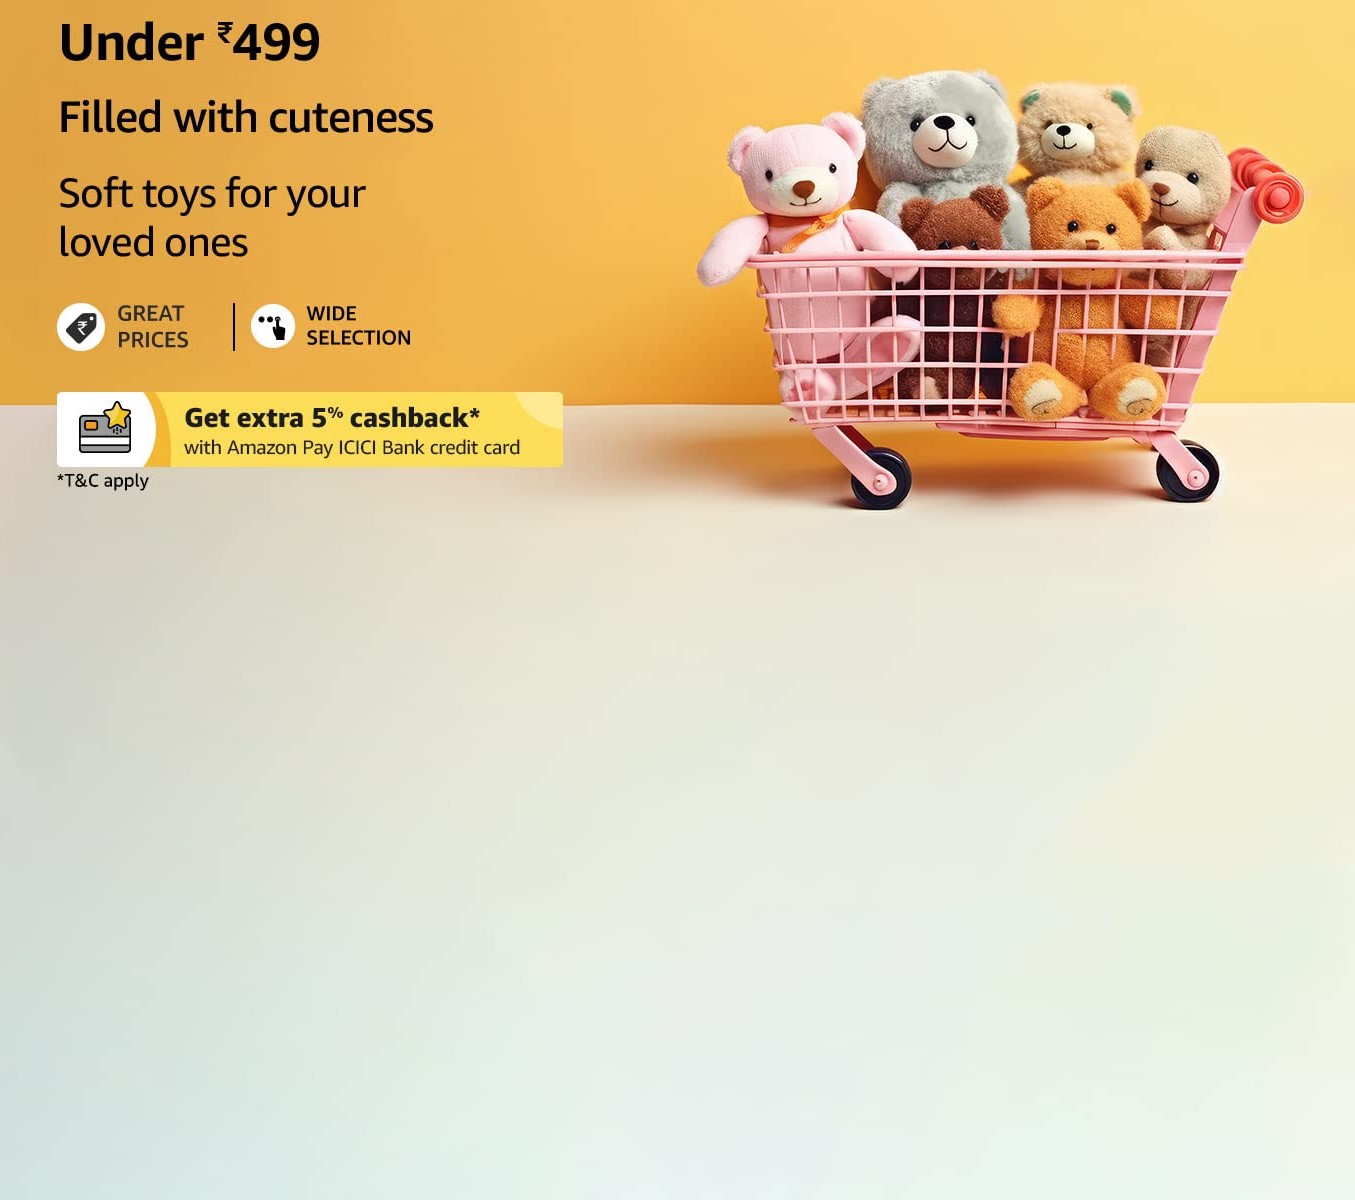 Under ₹499
Filled with cuteness
Soft toys for your
loved ones
GREAT
PRICES
WIDE
SELECTION
Get extra 5% cashback*
with Amazon Pay ICICI Bank credit card
*T&C apply